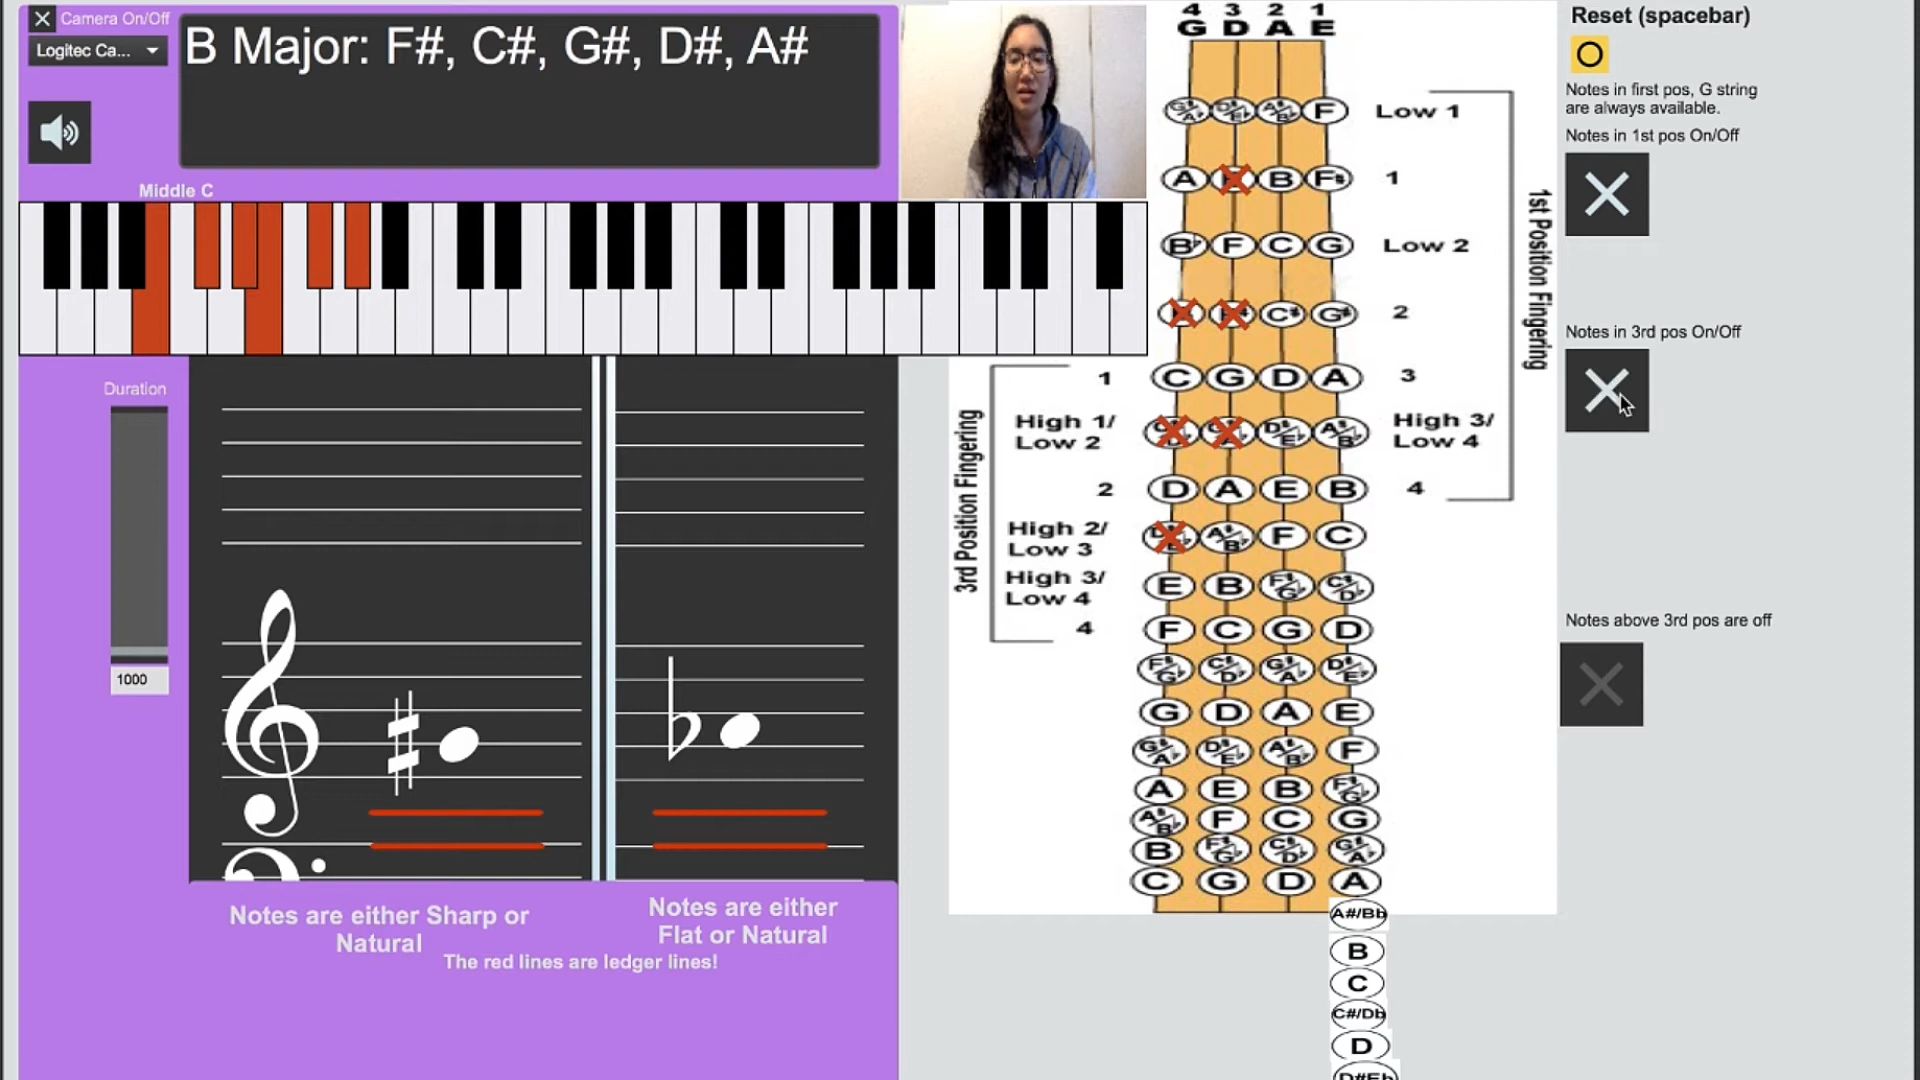 Camera On/Off
Logitec Ca...
B Major: F#, C#, G#, D#, A#
Middle C
Duration
1000
Notes are either Sharp or
Natural
Notes are either
Flat or Natural
The red lines are ledger lines!
4 3 2 1
G D A E
G#/A♭ D#/E♭ A#/B♭ F Low 1
A B F# 1
B♭ F C G Low 2
C# G# 2
1 C G D A 3
High 1/
Low 2
D#/E♭ A#/B♭
High 3/
Low 4
2 D A E B 4
High 2/
Low 3
A#/B♭ F C
High 3/
Low 4
E B F#/G♭ C#/D♭
4 F C G D
F#/G♭ C#/D♭ G#/A♭ D#/E♭
G D A E
G#/A♭ D#/E♭ A#/B♭ F
A E B F#/G♭
A#/B♭ F C G
B F#/G♭ C#/D♭ G#/A♭
C G D A
A#/Bb
B
C
C#/Db
D
D#Eb
3rd Position Fingering
1st Position Fingering
Reset (spacebar)
Notes in first pos, G string
are always available.
Notes in 1st pos On/Off
Notes in 3rd pos On/Off
Notes above 3rd pos are off